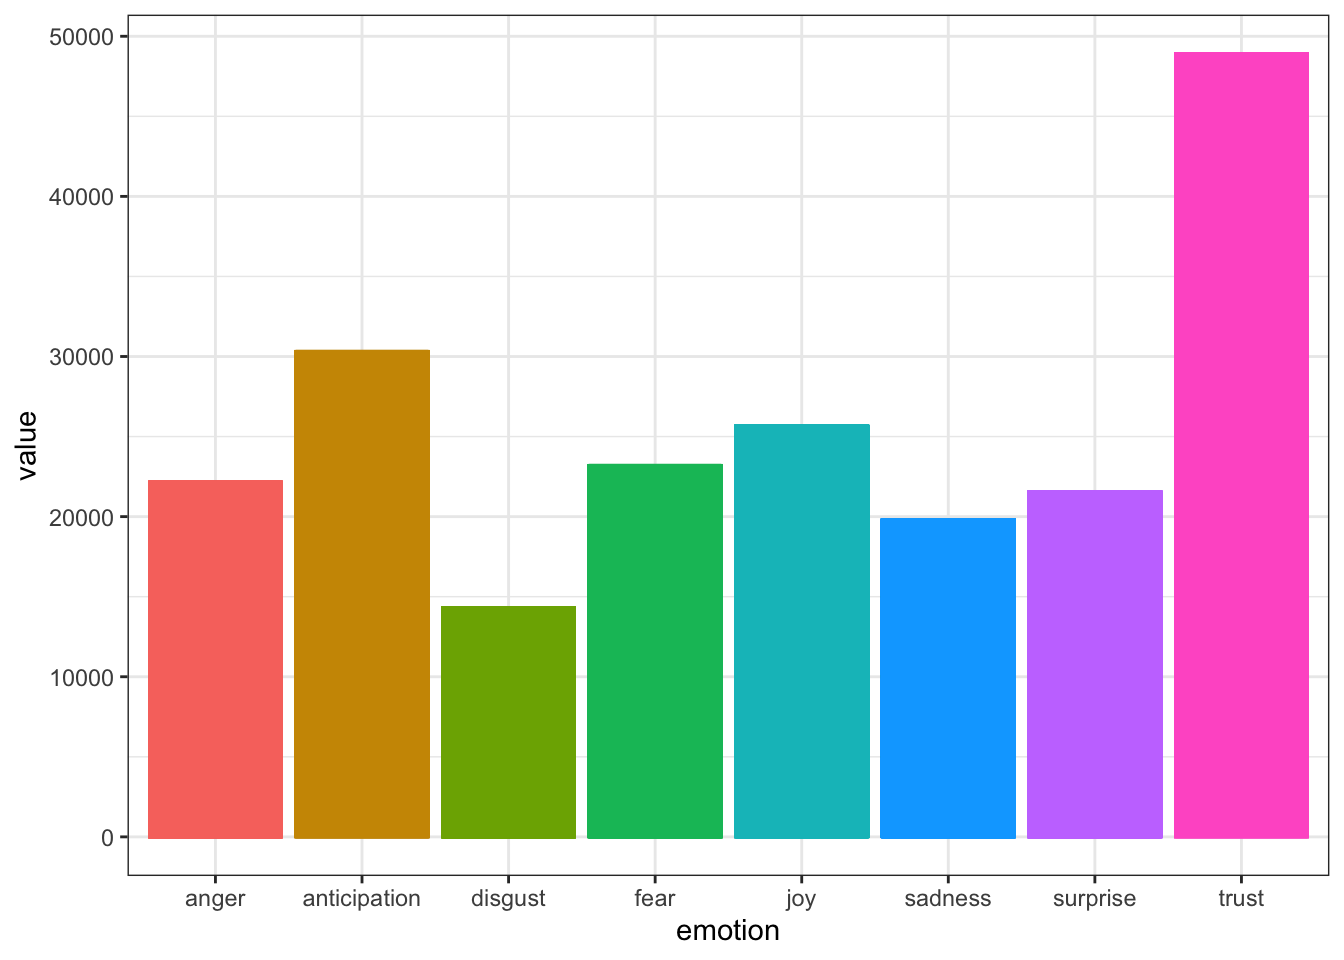 50000
40000
30000
20000
10000
0
value
anger anticipation disgust fear joy sadness surprise trust
emotion